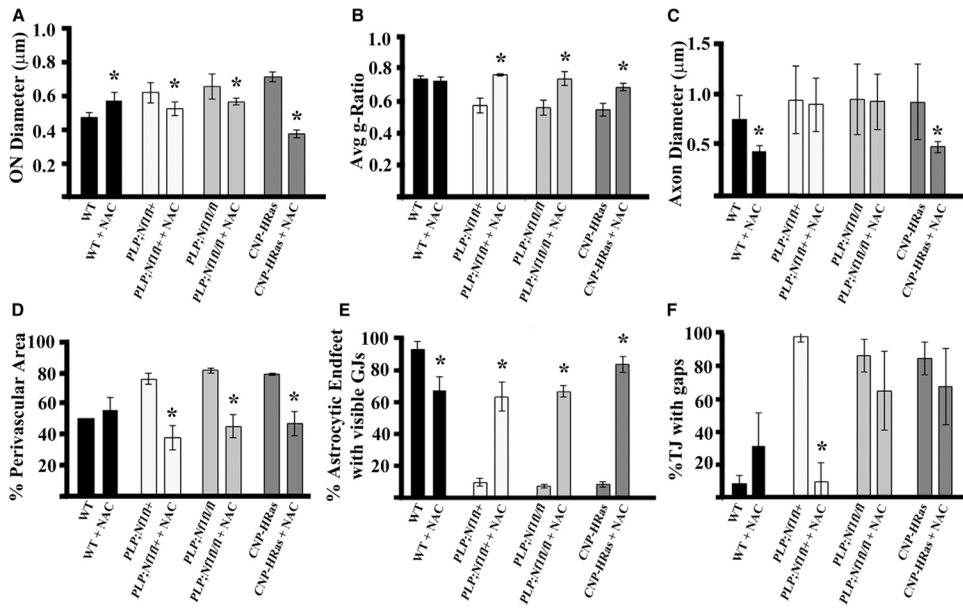 A
ON Diameter (μm)
1.0
0.8
0.6
0.4
0.2
*
*
*
*
WT
WT + NAC
PLP;Nf1fl+
PLP;Nf1fl++ NAC
PLP;Nf1fl/fl
PLP;Nf1fl/fl + NAC
CNP-HRas
CNP-HRas + NAC
B
Avg g-Ratio
1.0
0.8
0.6
0.4
0.2
*
*
*
WT
WT + NAC
PLP;Nf1fl+
PLP;Nf1fl++ NAC
PLP;Nf1fl/fl
PLP;Nf1fl/fl + NAC
CNP-HRas
CNP-HRas + NAC
C
Axon Diameter (μm)
1.5
1.0
0.5
*
*
WT
WT + NAC
PLP;Nf1fl+
PLP;Nf1fl++ NAC
PLP;Nf1fl/fl
PLP;Nf1fl/fl + NAC
CNP-HRas
CNP-HRas + NAC
D
% Perivascular Area
100
80
60
40
20
*
*
*
WT
WT + NAC
PLP;Nf1fl+
PLP;Nf1fl++ NAC
PLP;Nf1fl/fl
PLP;Nf1fl/fl + NAC
CNP-HRas
CNP-HRas + NAC
E
% Astrocytic Endfeet
with visible GJs
100
80
60
40
20
*
*
*
*
WT
WT + NAC
PLP;Nf1fl+
PLP;Nf1fl++ NAC
PLP;Nf1fl/fl
PLP;Nf1fl/fl + NAC
CNP-HRas
CNP-HRas + NAC
F
%TJ with gaps
100
80
60
40
20
*
WT
WT + NAC
PLP;Nf1fl+
PLP;Nf1fl++ NAC
PLP;Nf1fl/fl
PLP;Nf1fl/fl + NAC
CNP-HRas
CNP-HRas + NAC